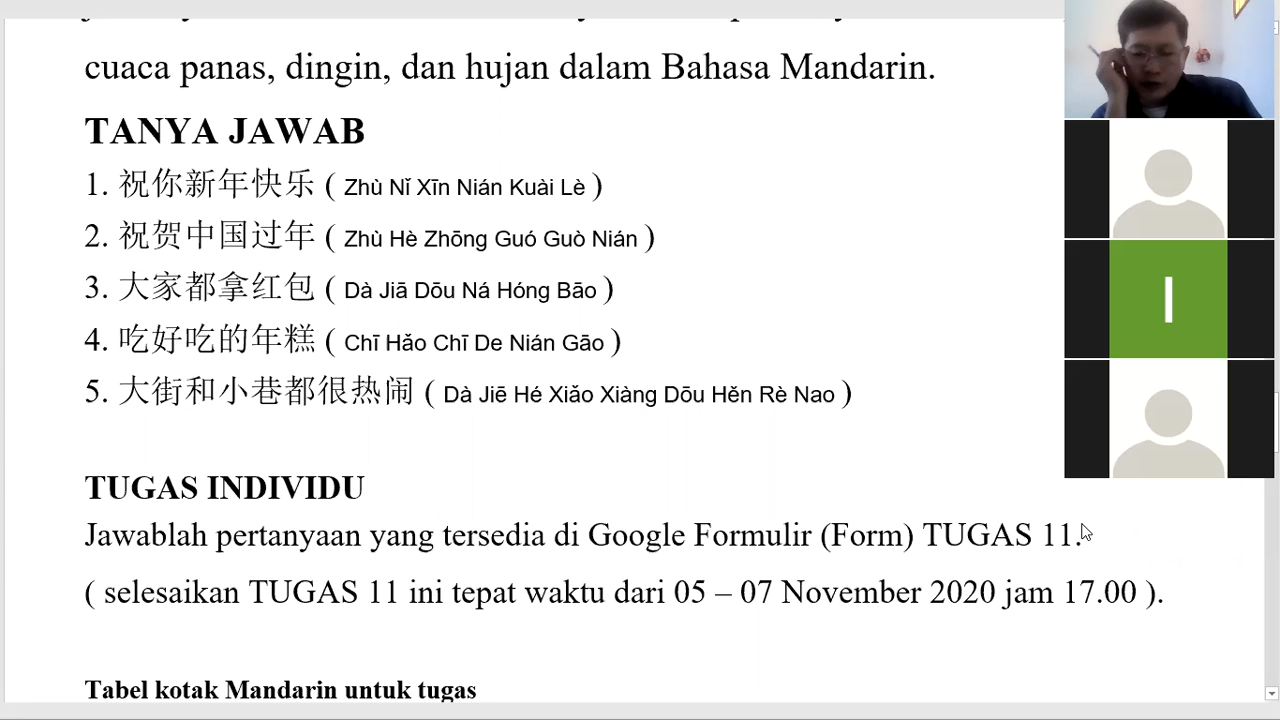 cuaca panas, dingin, dan hujan dalam Bahasa Mandarin.
TANYA JAWAB
1. 祝你新年快乐 ( Zhù Nǐ Xīn Nián Kuài Lè )
2. 祝贺中国过年 ( Zhù Hè Zhōng Guó Guò Nián )
3. 大家都拿红包 ( Dà Jiā Dōu Ná Hóng Bāo )
4. 吃好吃的年糕 ( Chī Hǎo Chī De Nián Gāo )
5. 大街和小巷都很热闹 ( Dà Jiē Hé Xiǎo Xiàng Dōu Hěn Rè Nao )
TUGAS INDIVIDU
Jawablah pertanyaan yang tersedia di Google Formulir (Form) TUGAS 11.
( selesaikan TUGAS 11 ini tepat waktu dari 05 – 07 November 2020 jam 17.00 ).
Tabel kotak Mandarin untuk tugas
I